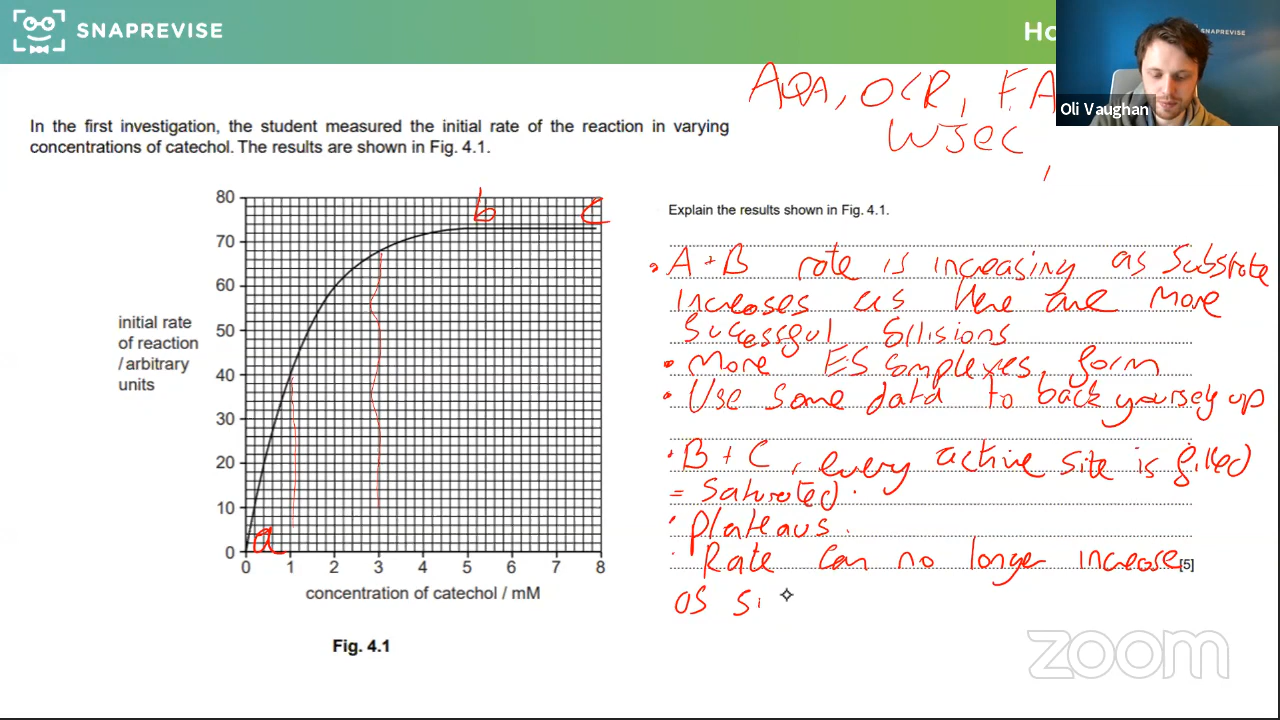 SNAPREVISE
Ho
SNAPREVISE
Oli Vaughan
AQA, OCR, EA
WJEC
,
In the first investigation, the student measured the initial rate of the reaction in varying
concentrations of catechol. The results are shown in Fig. 4.1.
80
70
60
50
40
30
20
10
0
initial rate
of reaction
/ arbitrary
units
a
b
c
0 1 2 3 4 5 6 7 8
concentration of catechol / mM
Fig. 4.1
Explain the results shown in Fig. 4.1.
• A + B rate is increasing as substrate
increases as there are more
successful collisions
• More ES complexes, form
• Use some data to back yourself up
• B + C, every active site is filled
= Saturated.
• plateaus.
• Rate can no longer increase
[5]
as si
zoom